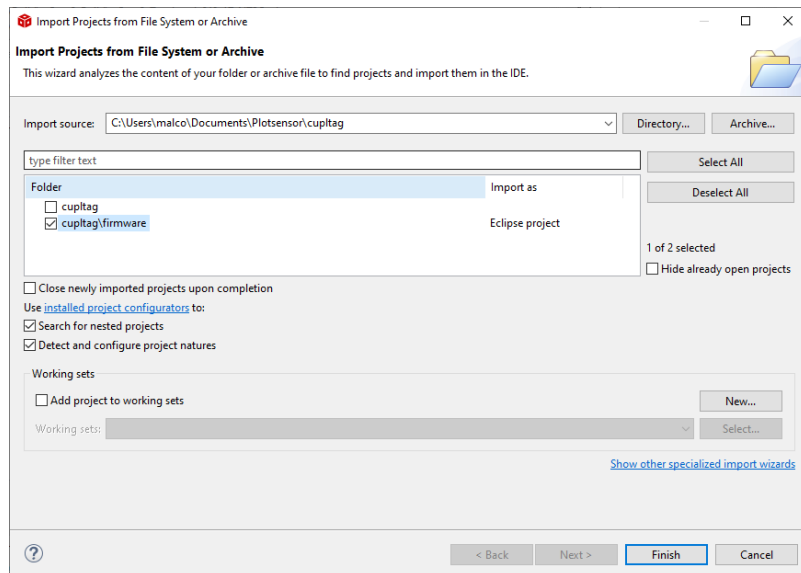 Import Projects from File System or Archive
Import Projects from File System or Archive
This wizard analyzes the content of your folder or archive file to find projects and import them in the IDE.
Import source: C:\Users\malco\Documents\Plotsensor\cupltag Directory... Archive...
type filter text Select All
Folder Import as Deselect All
cupltag
cupltag\firmware Eclipse project
1 of 2 selected
Hide already open projects
Close newly imported projects upon completion
Use installed project configurators to:
Search for nested projects
Detect and configure project natures
Working sets
Add project to working sets New...
Working sets: Select...
Show other specialized import wizards
? < Back Next > Finish Cancel